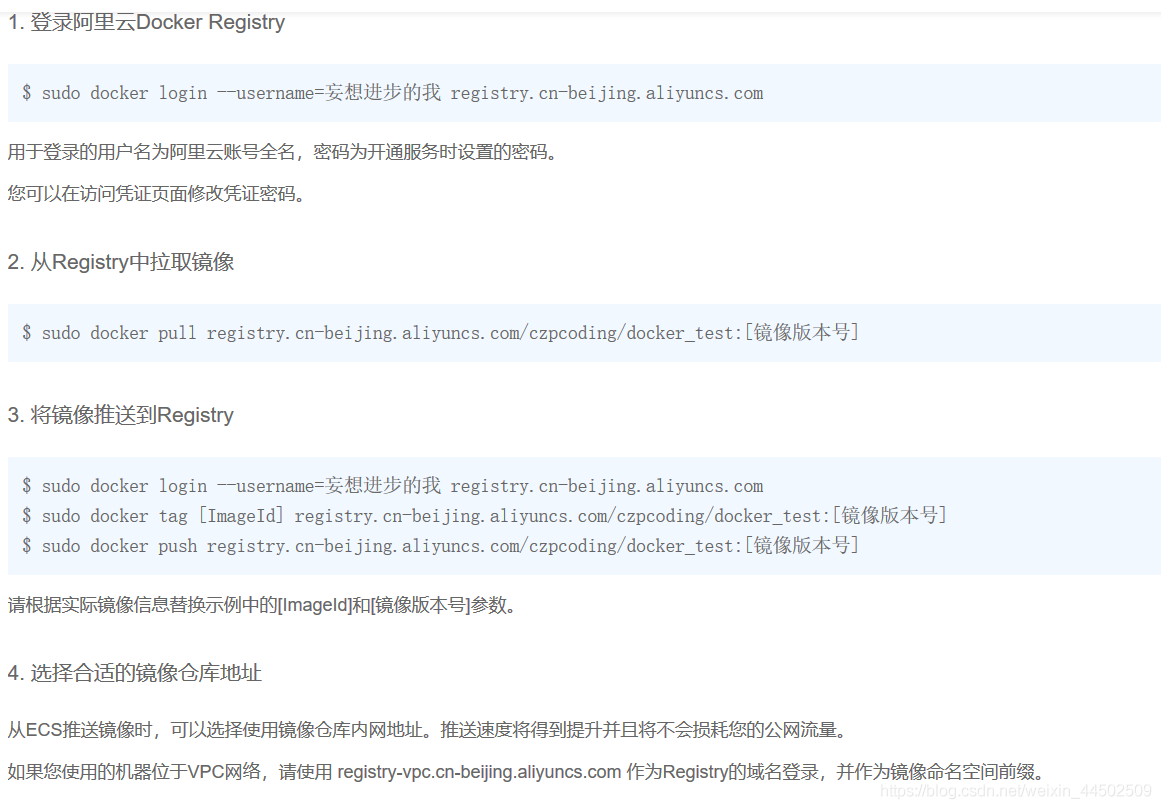 1. 登录阿里云Docker Registry
$ sudo docker login --username=妄想进步的我 registry.cn-beijing.aliyuncs.com
用于登录的用户名为阿里云账号全名，密码为开通服务时设置的密码。
您可以在访问凭证页面修改凭证密码。
2. 从Registry中拉取镜像
$ sudo docker pull registry.cn-beijing.aliyuncs.com/czpcoding/docker_test:[镜像版本号]
3. 将镜像推送到Registry
$ sudo docker login --username=妄想进步的我 registry.cn-beijing.aliyuncs.com
$ sudo docker tag [ImageId] registry.cn-beijing.aliyuncs.com/czpcoding/docker_test:[镜像版本号]
$ sudo docker push registry.cn-beijing.aliyuncs.com/czpcoding/docker_test:[镜像版本号]
请根据实际镜像信息替换示例中的[ImageId]和[镜像版本号]参数。
4. 选择合适的镜像仓库地址
从ECS推送镜像时，可以选择使用镜像仓库内网地址。推送速度将得到提升并且将不会损耗您的公网流量。
如果您使用的机器位于VPC网络，请使用 registry-vpc.cn-beijing.aliyuncs.com 作为Registry的域名登录，并作为镜像命名空间前缀。
https://blog.csdn.net/weixin_44502509